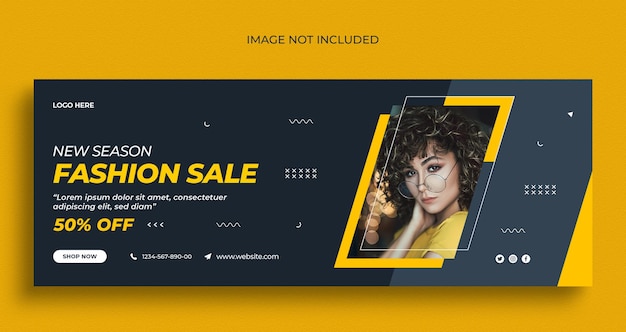 IMAGE NOT INCLUDED
LOGO HERE
NEW SEASON
FASHION SALE
“Lorem ipsum dolor sit
amet, consectetur
adipiscing elit, sed diam”
50% OFF
SHOP NOW
1234-567-890-00
www.website.com